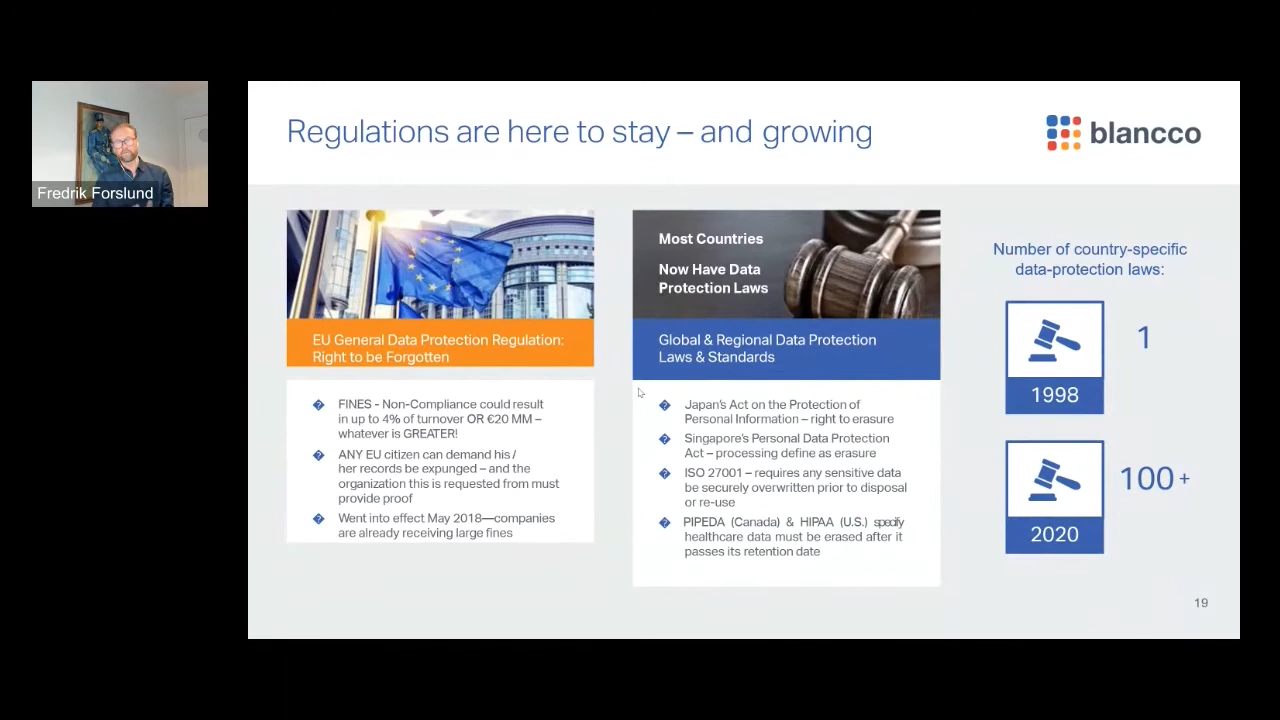 Fredrik Forslund
Regulations are here to stay – and growing
blancco
EU General Data Protection Regulation:
Right to be Forgotten
FINES - Non-Compliance could result
in up to 4% of turnover OR €20 MM –
whatever is GREATER!
ANY EU citizen can demand his /
her records be expunged – and the
organization this is requested from must
provide proof
Went into effect May 2018—companies
are already receiving large fines
Most Countries
Now Have Data
Protection Laws
Global & Regional Data Protection
Laws & Standards
Japan's Act on the Protection of
Personal Information – right to erasure
Singapore's Personal Data Protection
Act – processing define as erasure
ISO 27001 – requires any sensitive data
be securely overwritten prior to disposal
or re-use
PIPEDA (Canada) & HIPAA (U.S.) specify
healthcare data must be erased after it
passes its retention date
Number of country-specific
data-protection laws:
1
1998
100+
2020
19